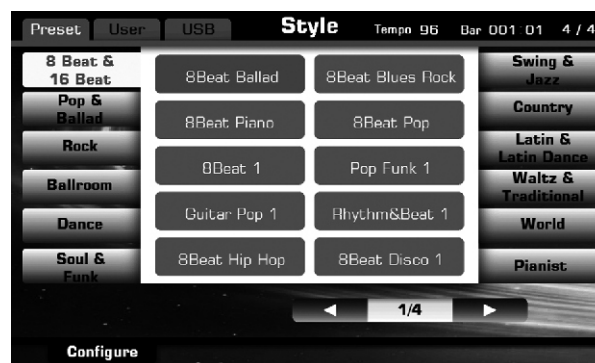 Preset User USB Style Tempo 96 Bar 001:01 4/4
8 Beat &
16 Beat
Pop &
Ballad
Rock
Ballroom
Dance
Soul &
Funk
8Beat Ballad 8Beat Blues Rock
8Beat Piano 8Beat Pop
8Beat 1 Pop Funk 1
Guitar Pop 1 Rhythm&Beat 1
8Beat Hip Hop 8Beat Disco 1
Swing &
Jazz
Country
Latin &
Latin Dance
Waltz &
Traditional
World
Pianist
1/4
Configure